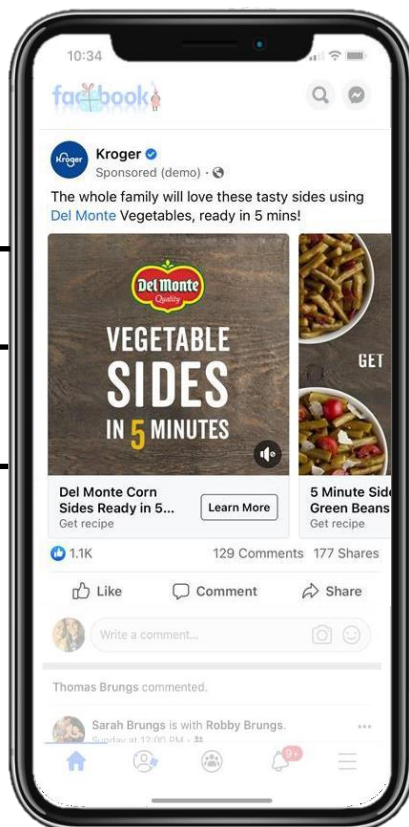 10:34
facebook
Kroger
Kroger
Sponsored (demo) ·
The whole family will love these tasty sides using
Del Monte Vegetables, ready in 5 mins!
Del Monte
Quality
VEGETABLE
SIDES
IN 5 MINUTES
GET
Del Monte Corn
Sides Ready in 5...
Get recipe
Learn More
5 Minute Side
Green Beans
Get recipe
1.1K
129 Comments 177 Shares
Like
Comment
Share
Write a comment...
Thomas Brungs commented.
Sarah Brungs is with Robby Brungs.
Sunday at 12:00 PM ·
9+